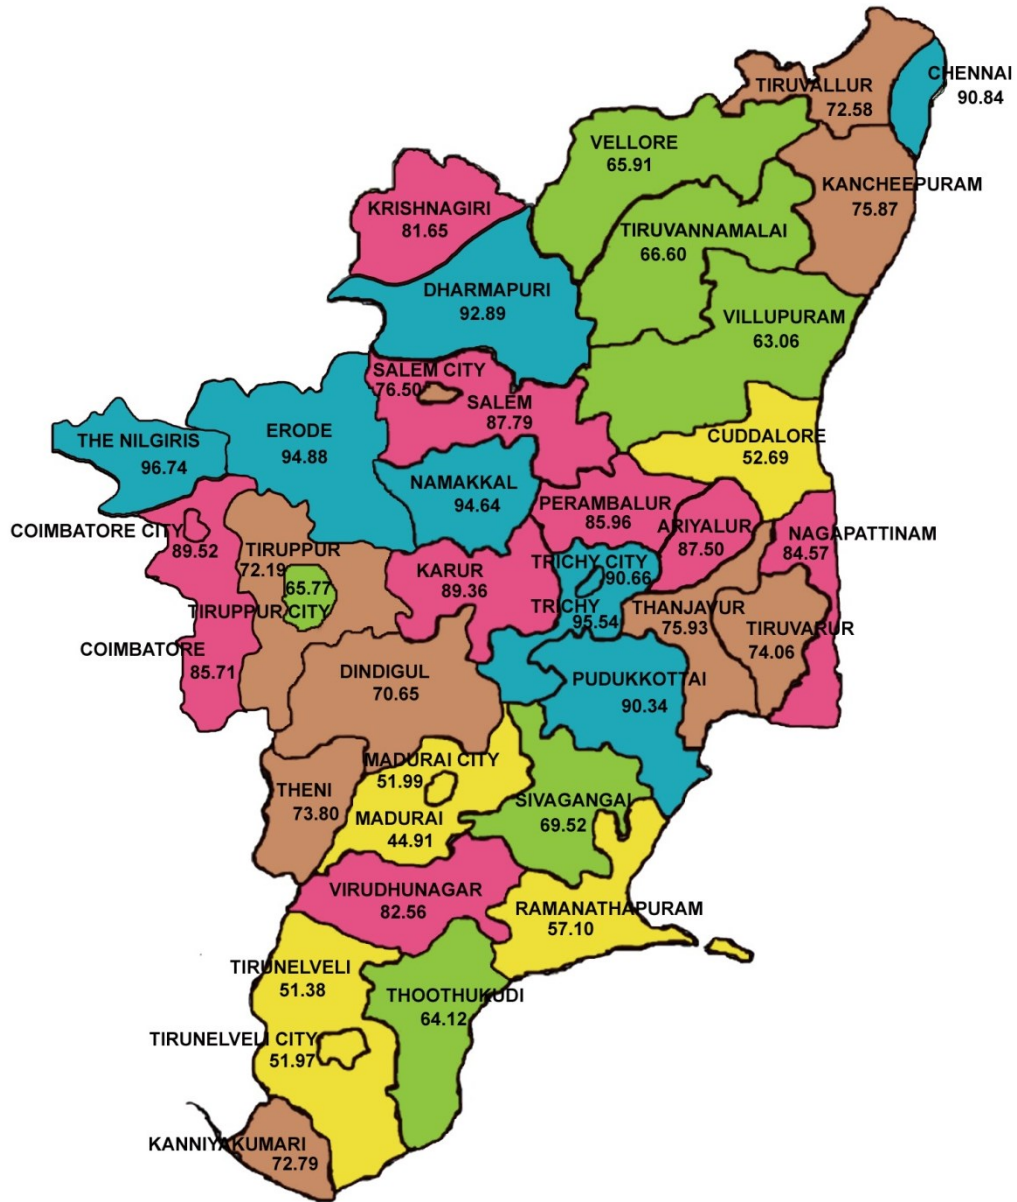 CHENNAI
90.84
TIRUVALLUR
72.58
VELLORE
65.91
KANCHEEPURAM
75.87
KRISHNAGIRI
81.65
TIRUVANNAMALAI
66.60
DHARMAPURI
92.89
VILLUPURAM
63.06
SALEM CITY
76.50
SALEM
87.79
THE NILGIRIS
96.74
ERODE
94.88
CUDDALORE
52.69
NAMAKKAL
94.64
PERAMBALUR
85.96
ARIYALUR
87.50
NAGAPATTINAM
84.57
COIMBATORE CITY
89.52
TIRUPPUR
72.19
65.77
TIRUPPUR CITY
KARUR
89.36
TRICHY CITY
90.66
TRICHY
95.54
THANJAVUR
75.93
TIRUVARUR
74.06
COIMBATORE
85.71
DINDIGUL
70.65
PUDUKKOTTAI
90.34
MADURAI CITY
51.99
THENI
73.80
MADURAI
44.91
SIVAGANGAI
69.52
VIRUDHUNAGAR
82.56
RAMANATHAPURAM
57.10
TIRUNELVELI
51.38
THOOTHUKUDI
64.12
TIRUNELVELI CITY
51.97
KANNIYAKUMARI
72.79